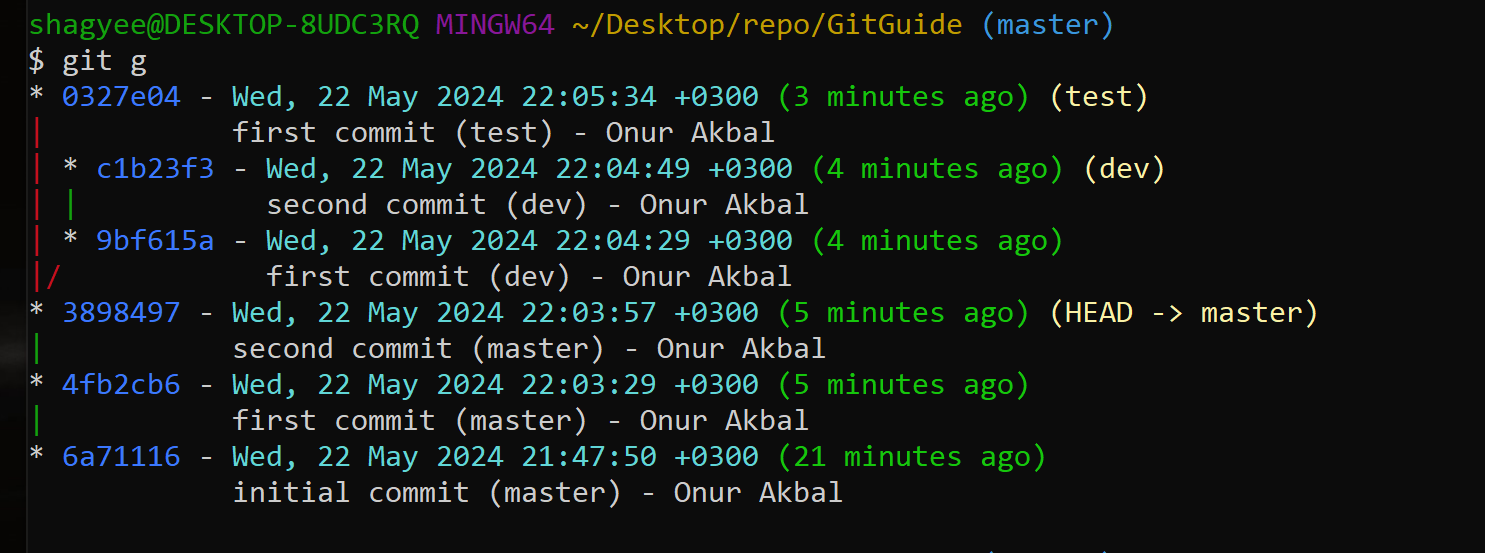 shagyee@DESKTOP-8UDC3RQ MINGW64 ~/Desktop/repo/GitGuide (master)
$ git g
* 0327e04 - Wed, 22 May 2024 22:05:34 +0300 (3 minutes ago) (test)
|           first commit (test) - Onur Akbal
| * c1b23f3 - Wed, 22 May 2024 22:04:49 +0300 (4 minutes ago) (dev)
| |           second commit (dev) - Onur Akbal
| * 9bf615a - Wed, 22 May 2024 22:04:29 +0300 (4 minutes ago)
|/            first commit (dev) - Onur Akbal
* 3898497 - Wed, 22 May 2024 22:03:57 +0300 (5 minutes ago) (HEAD -> master)
|           second commit (master) - Onur Akbal
* 4fb2cb6 - Wed, 22 May 2024 22:03:29 +0300 (5 minutes ago)
|           first commit (master) - Onur Akbal
* 6a71116 - Wed, 22 May 2024 21:47:50 +0300 (21 minutes ago)
            initial commit (master) - Onur Akbal